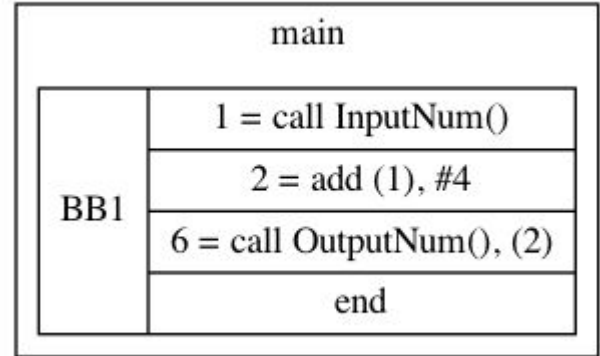 main
BB1
1 = call InputNum()
2 = add (1), #4
6 = call OutputNum(), (2)
end